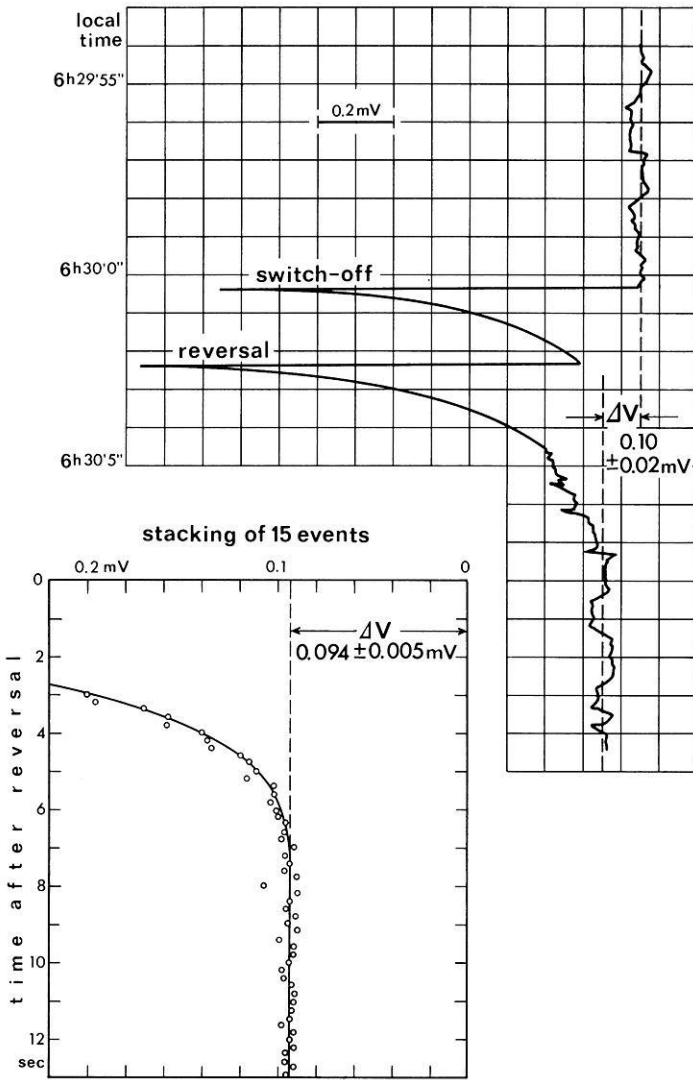 local
time
6h29'55"
0.2mV
6h30'0"
switch-off
reversal
ΔV
0.10
±0.02mV
6h30'5"
stacking of 15 events
0.2 mV
0.1
0
0
ΔV
0.094±0.005mV
2
4
6
8
10
12
sec
time after reversal